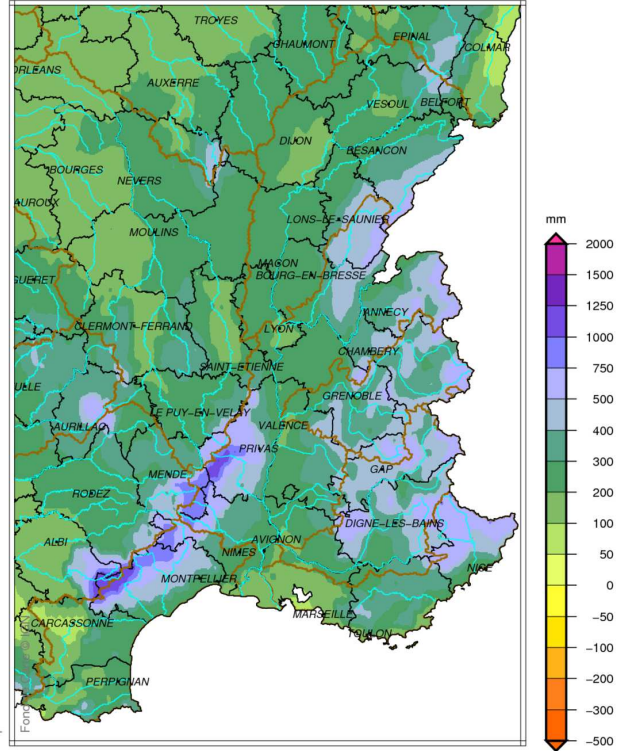 TROYES
CHAUMONT
EPINAL
COLMAR
ORLEANS
AUXERRE
VESOUL
BELFORT
DIJON
BESANCON
BOURGES
NEVERS
AUROUX
LONS-LE-SAUNIER
MOULINS
mm
2000
1500
1250
1000
750
500
400
300
200
100
50
0
−50
−100
−200
−300
−500
MACON
BOURG-EN-BRESSE
GUERET
ANNECY
CLERMONT-FERRAND
LYON
CHAMBERY
SAINT-ETIENNE
ULLE
GRENOBLE
LE PUY-EN-VELAY
AURILLAC
VALENCE
PRIVAS
GAP
MENDE
RODEZ
DIGNE-LES-BAINS
ALBI
AVIGNON
NIMES
NICE
MONTPELLIER
MARSEILLE
CARCASSONNE
TOULON
PERPIGNAN